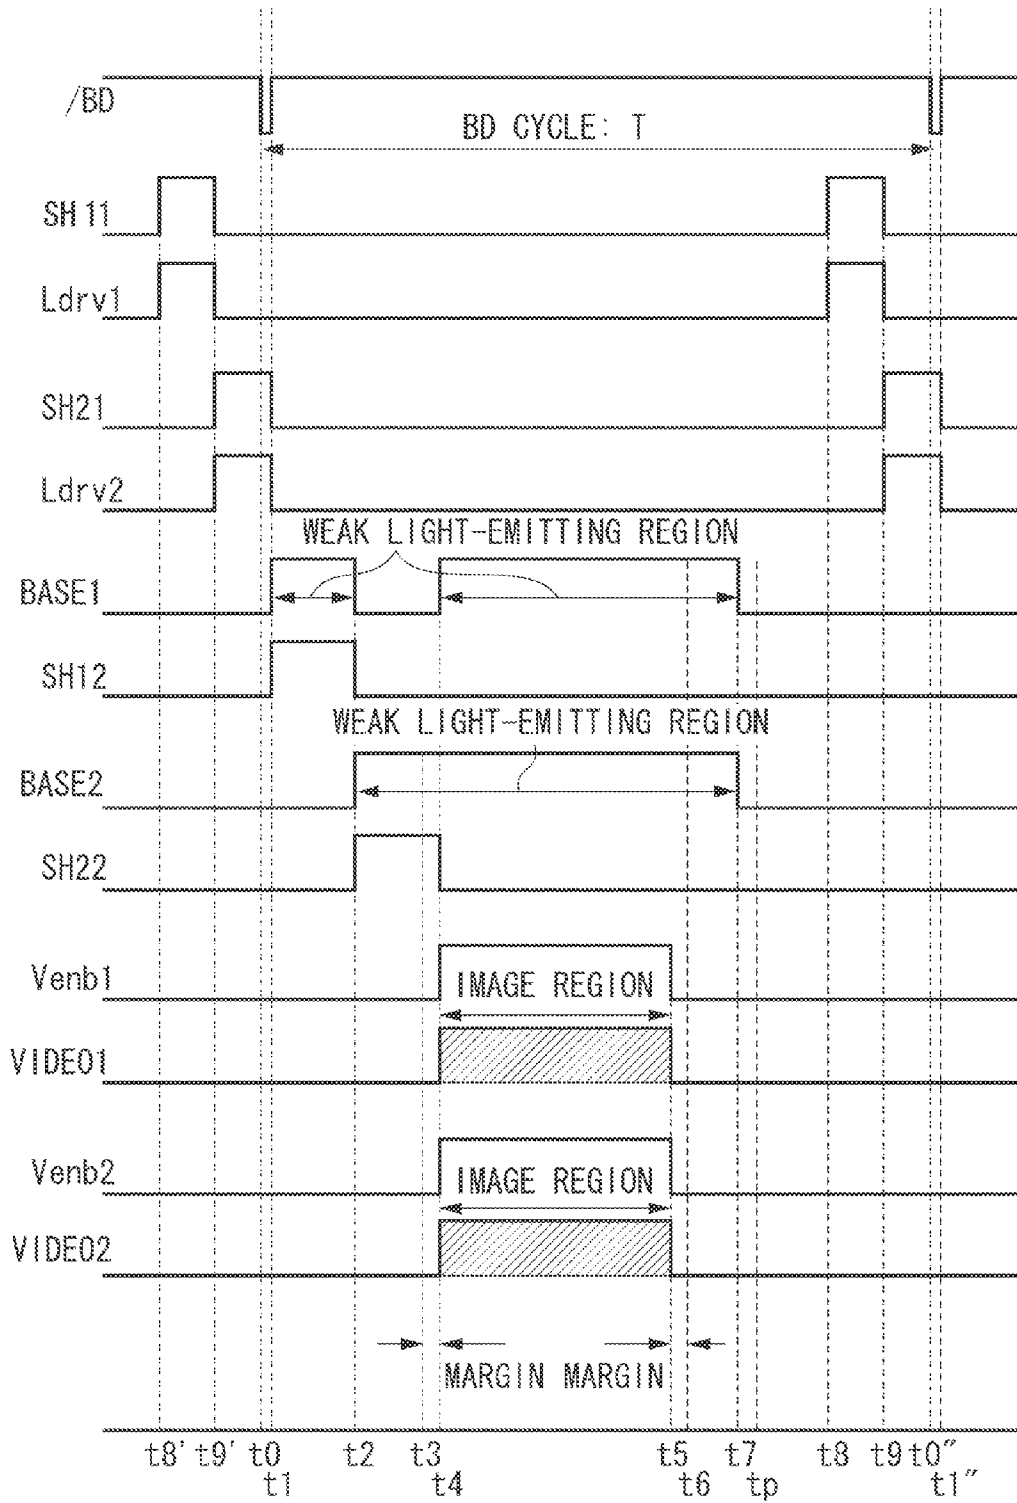 /BD
BD CYCLE: T
SH11
Ldrv1
SH21
Ldrv2
WEAK LIGHT-EMITTING REGION
BASE1
SH12
WEAK LIGHT-EMITTING REGION
BASE2
SH22
Venb1
IMAGE REGION
VIDEO1
Venb2
IMAGE REGION
VIDEO2
MARGIN MARGIN
t8' t9' t0 t2 t3 t5 t7 t8 t9 t0"
t1 t4 t6 tp t1"